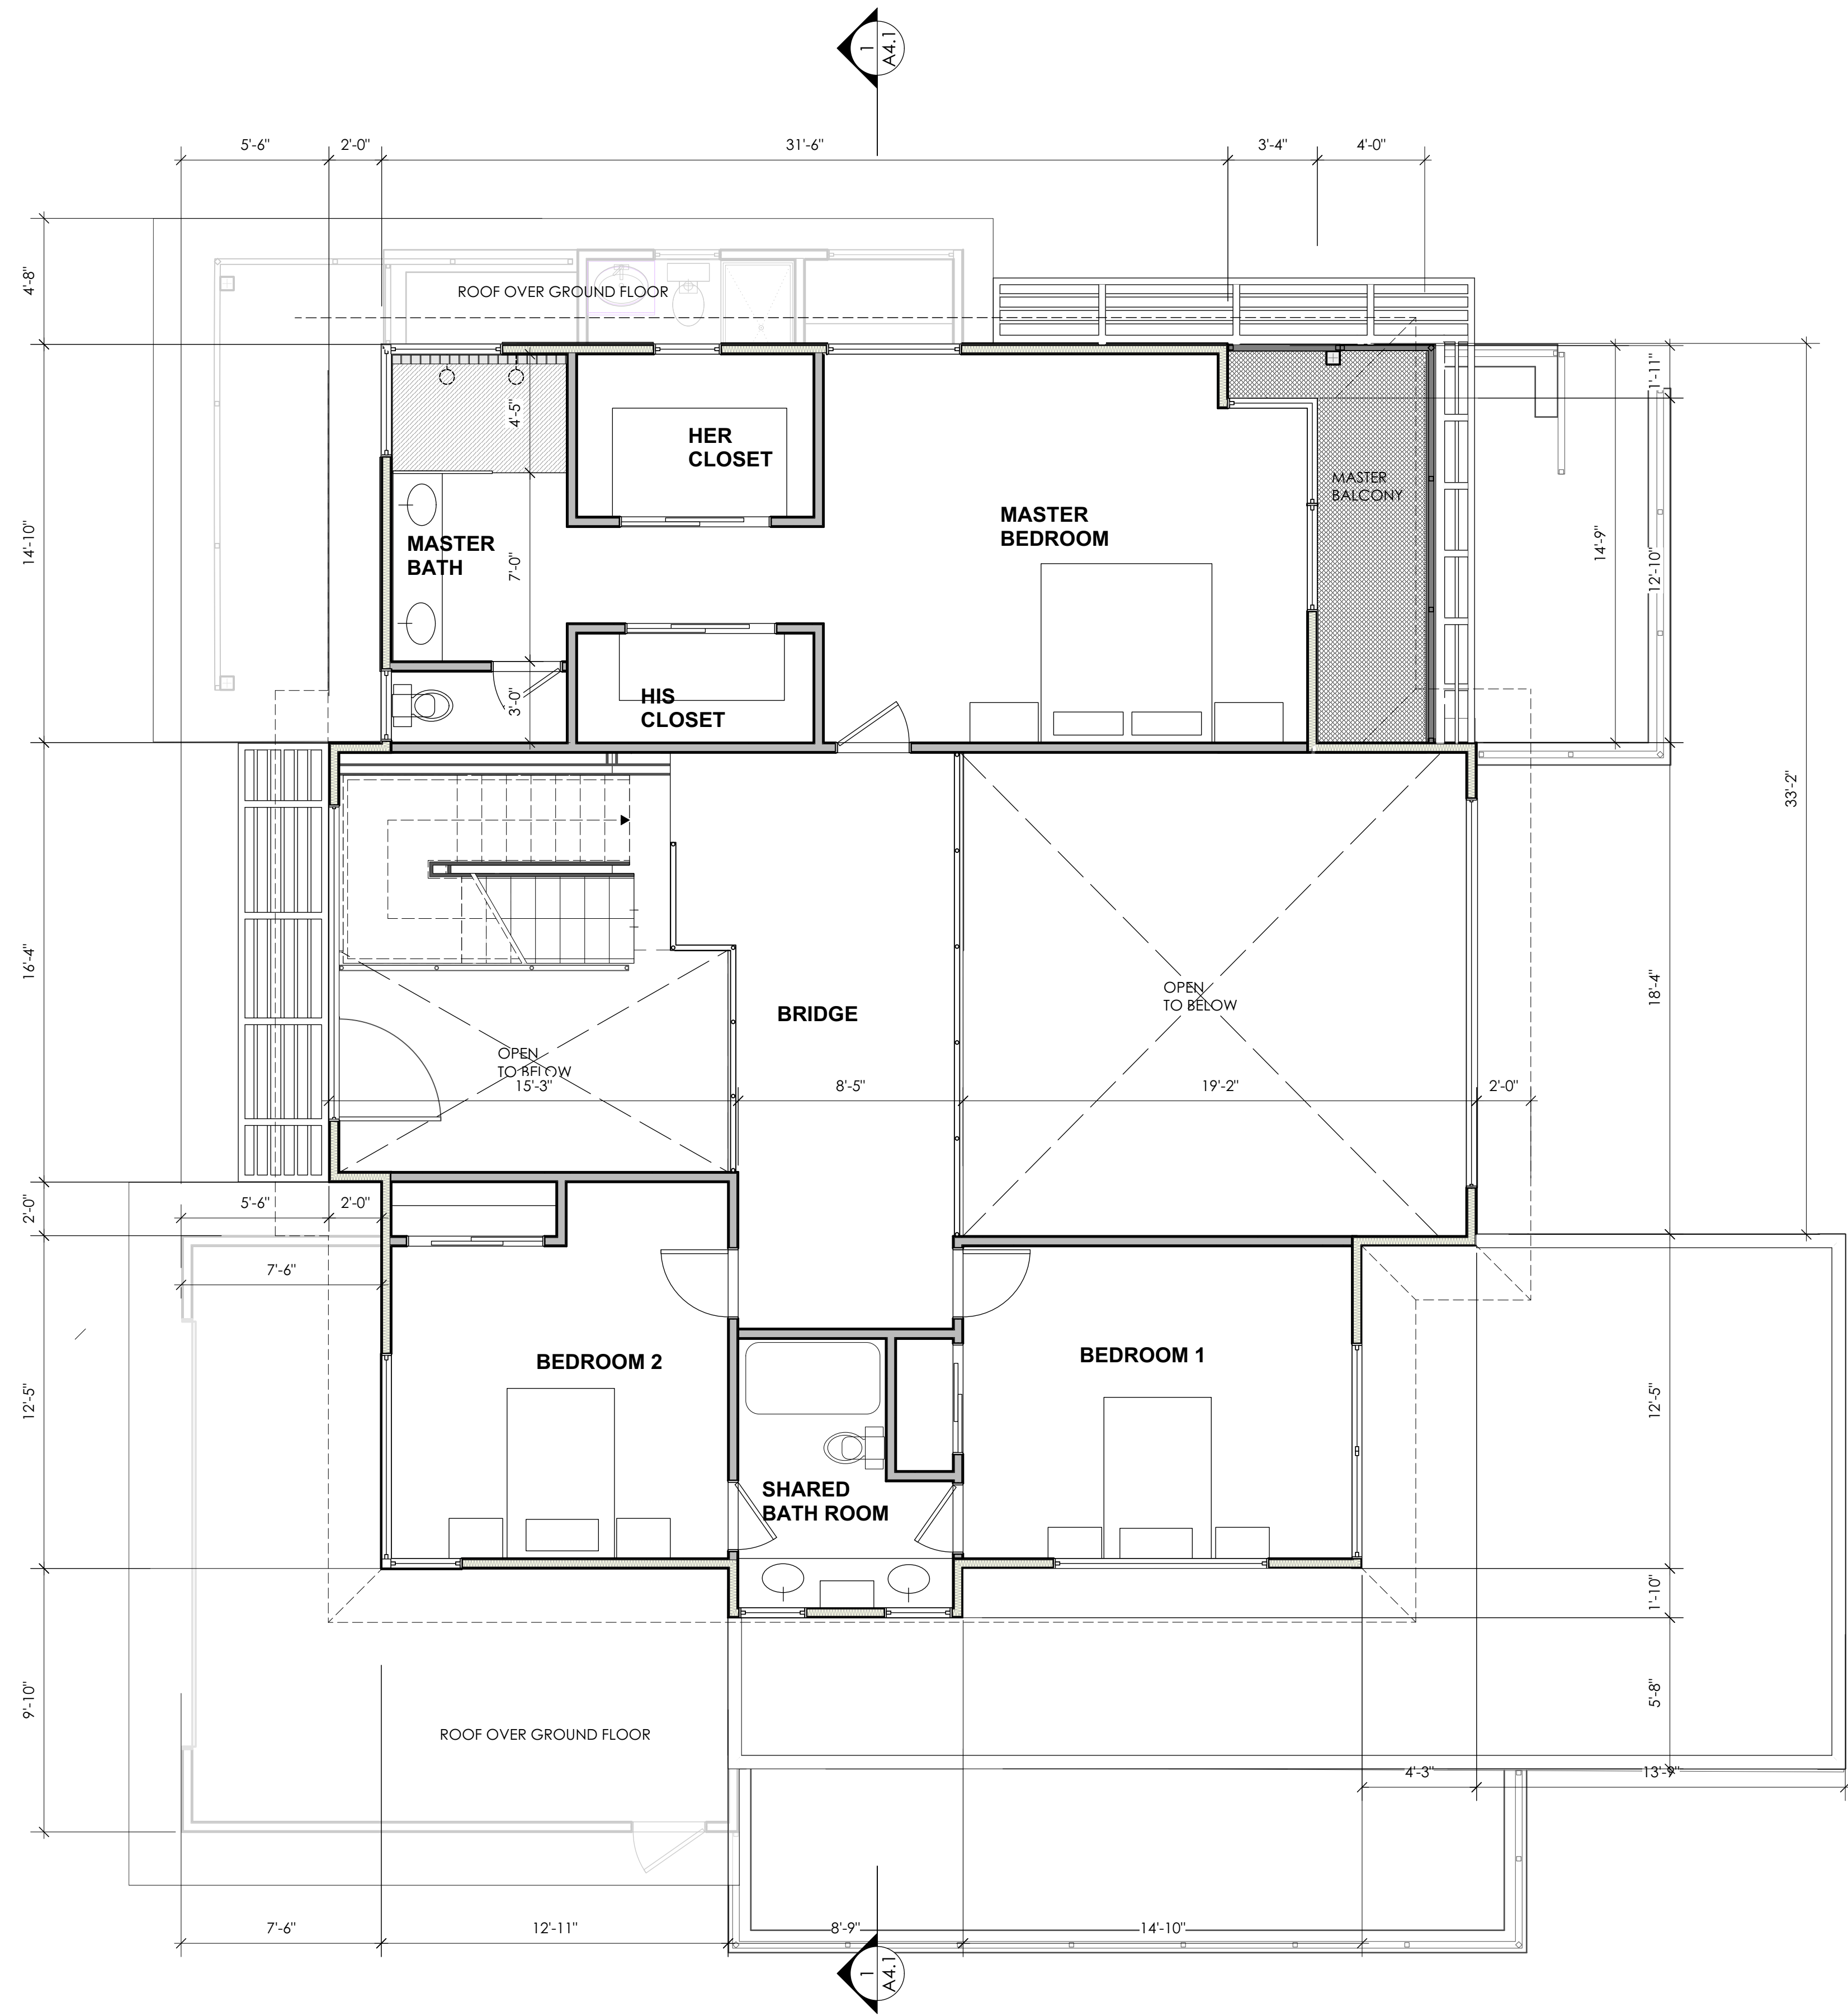 1
A4.1
5'-6"
2'-0"
31'-6"
3'-4"
4'-0"
4'-8"
ROOF OVER GROUND FLOOR
1'-11"
4'-5"
HER
CLOSET
MASTER
BALCONY
14'-10"
MASTER
BATH
7'-0"
MASTER
BEDROOM
14'-9"
12'-10"
3'-0"
HIS
CLOSET
33'-2"
16'-4"
18'-4"
OPEN
TO BELOW
BRIDGE
OPEN
TO BELOW
15'-3"
8'-5"
19'-2"
2'-0"
2'-0"
5'-6"
2'-0"
7'-6"
BEDROOM 2
BEDROOM 1
12'-5"
12'-5"
SHARED
BATH ROOM
1'-10"
9'-10"
5'-8"
ROOF OVER GROUND FLOOR
4'-3"
13'-9"
7'-6"
12'-11"
8'-9"
14'-10"
1
A4.1